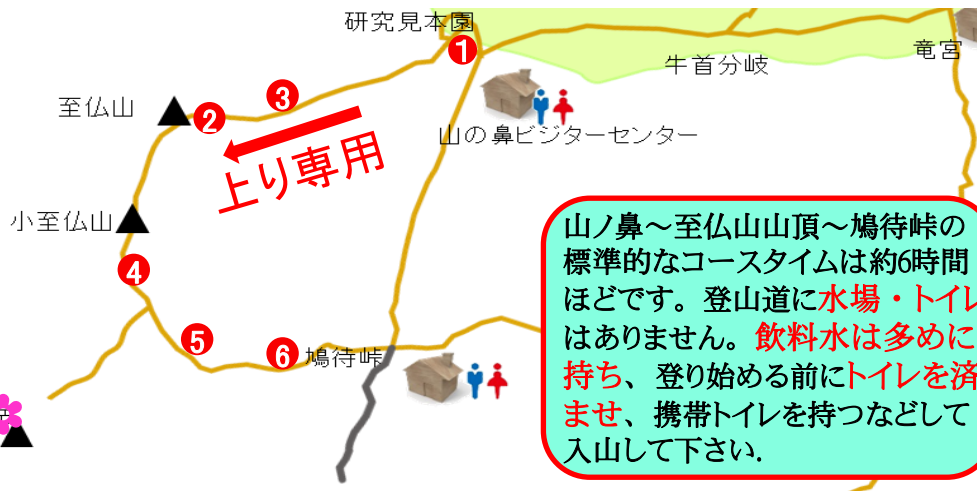 研究見本園
1
竜宮
牛首分岐
3
至仏山
2
山の鼻ビジターセンター
上り専用
小至仏山
4
5
6
鳩待峠
山ノ鼻～至仏山山頂～鳩待峠の
標準的なコースタイムは約6時間
ほどです。登山道に水場・トイレ
はありません。飲料水は多めに
持ち、登り始める前にトイレを済
ませ、携帯トイレを持つなどして
入山して下さい.